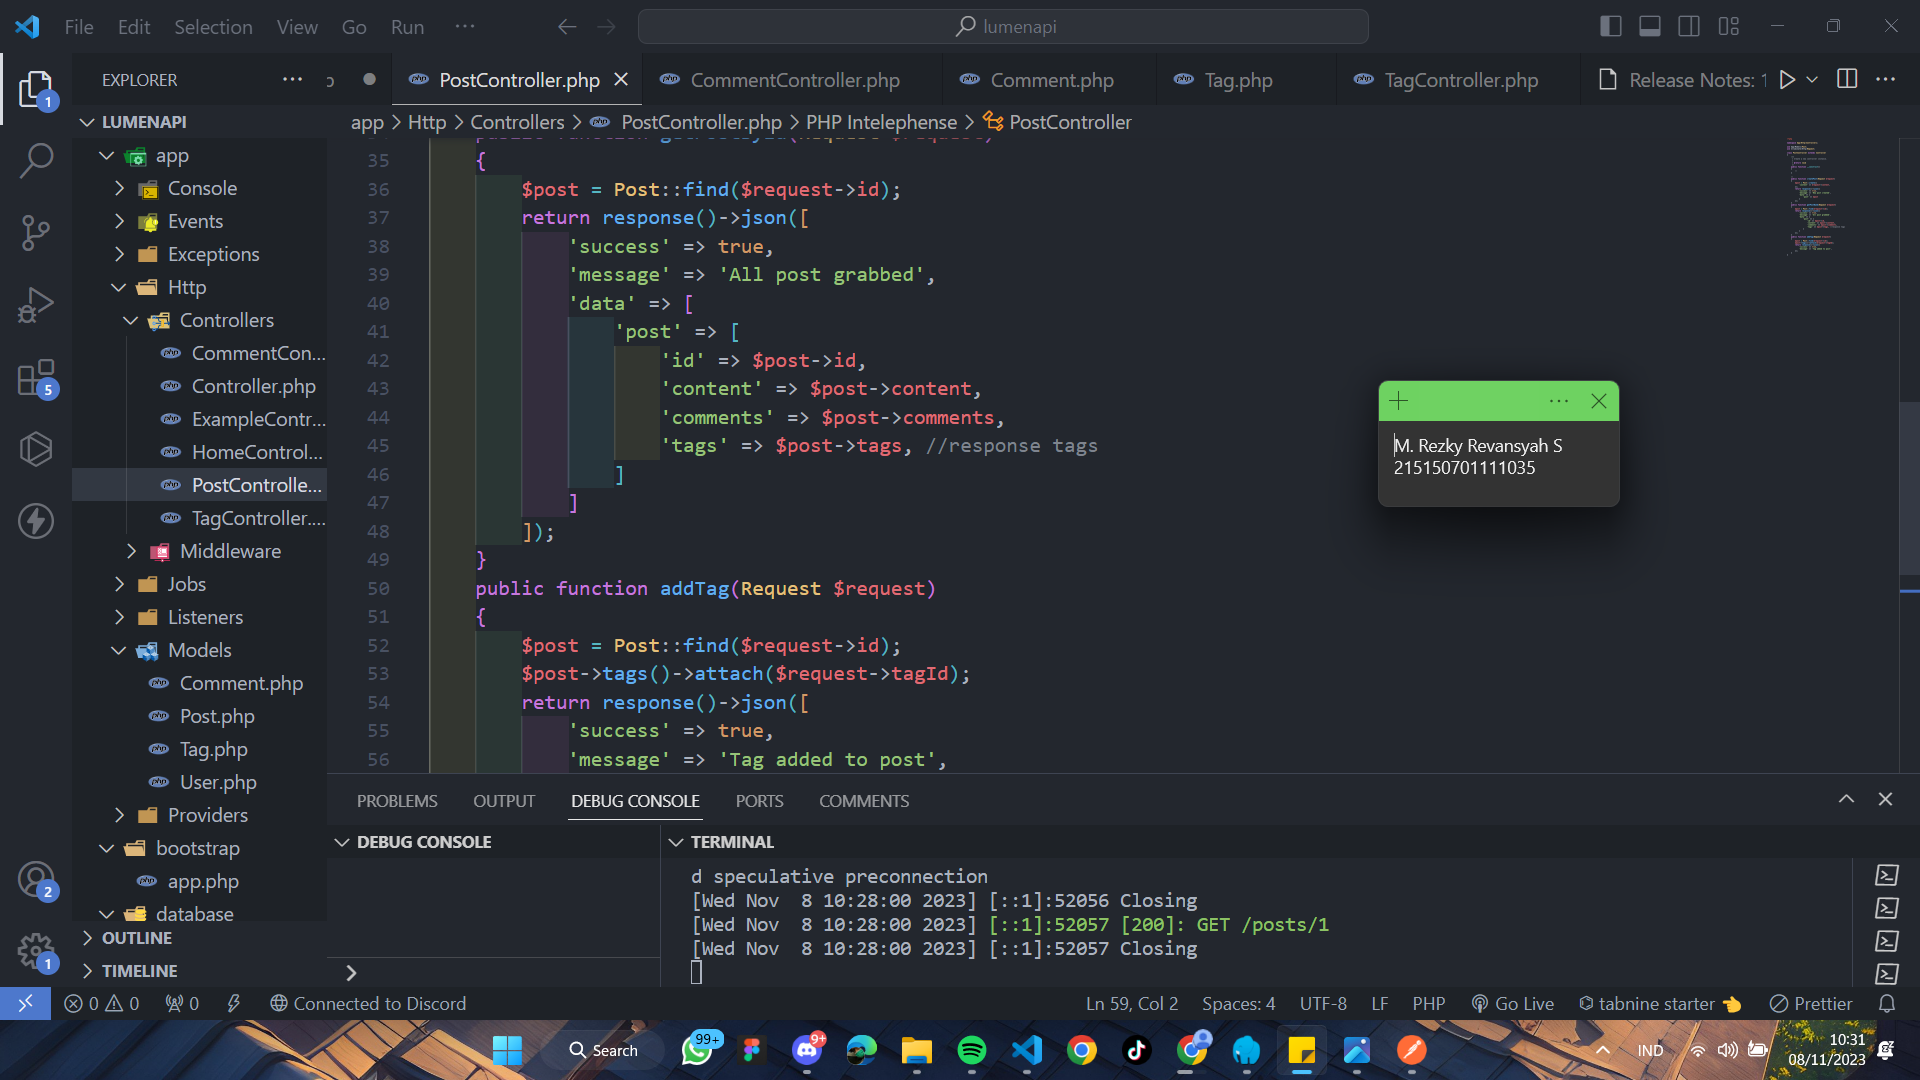 File Edit Selection View Go Run ··· lumenapi
EXPLORER ··· PostController.php CommentController.php Comment.php Tag.php TagController.php Release Notes: 1 ···
app > Http > Controllers > PostController.php > PHP Intelephense > PostController
LUMENAPI
app
Console
Events
Exceptions
Http
Controllers
CommentCon...
Controller.php
ExampleContr...
HomeControl...
PostControlle...
TagController....
Middleware
Jobs
Listeners
Models
Comment.php
Post.php
Tag.php
User.php
Providers
bootstrap
app.php
database
OUTLINE
TIMELINE
1
5
2
1
35 {
36 $post = Post::find($request->id);
37 return response()->json([
38 'success' => true,
39 'message' => 'All post grabbed',
40 'data' => [
41 'post' => [
42 'id' => $post->id,
43 'content' => $post->content,
44 'comments' => $post->comments,
45 'tags' => $post->tags, //response tags
46 ]
47 ]
48 ]);
49 }
50 public function addTag(Request $request)
51 {
52 $post = Post::find($request->id);
53 $post->tags()->attach($request->tagId);
54 return response()->json([
55 'success' => true,
56 'message' => 'Tag added to post',
M. Rezky Revansyah S
215150701111035
PROBLEMS OUTPUT DEBUG CONSOLE PORTS COMMENTS
DEBUG CONSOLE
TERMINAL
d speculative preconnection
[Wed Nov  8 10:28:00 2023] [::1]:52056 Closing
[Wed Nov  8 10:28:00 2023] [::1]:52057 [200]: GET /posts/1
[Wed Nov  8 10:28:00 2023] [::1]:52057 Closing
0 0 0 Connected to Discord Ln 59, Col 2 Spaces: 4 UTF-8 LF PHP Go Live tabnine starter Prettier
Search 99+ 9+ IND 10:31
08/11/2023